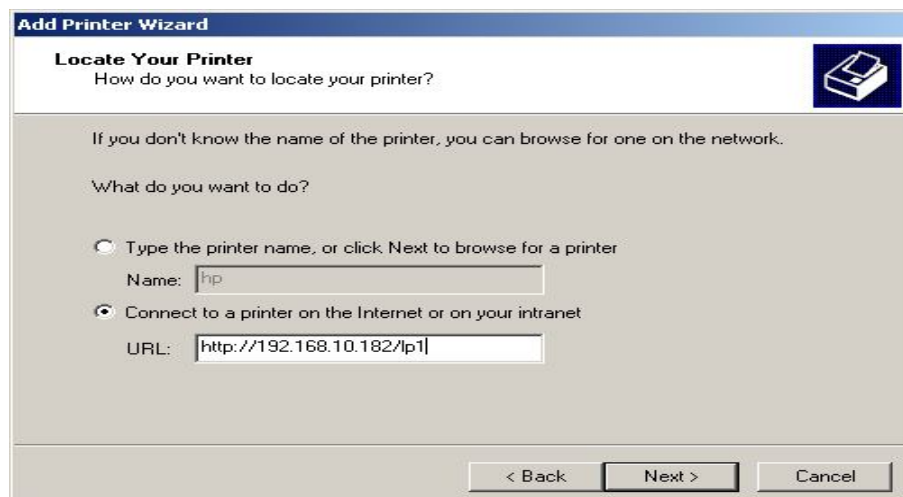 Add Printer Wizard
Locate Your Printer
How do you want to locate your printer?
If you don't know the name of the printer, you can browse for one on the network.
What do you want to do?
Type the printer name, or click Next to browse for a printer
Name: hp
Connect to a printer on the Internet or on your intranet
URL: http://192.168.10.182/lp1
< Back Next > Cancel